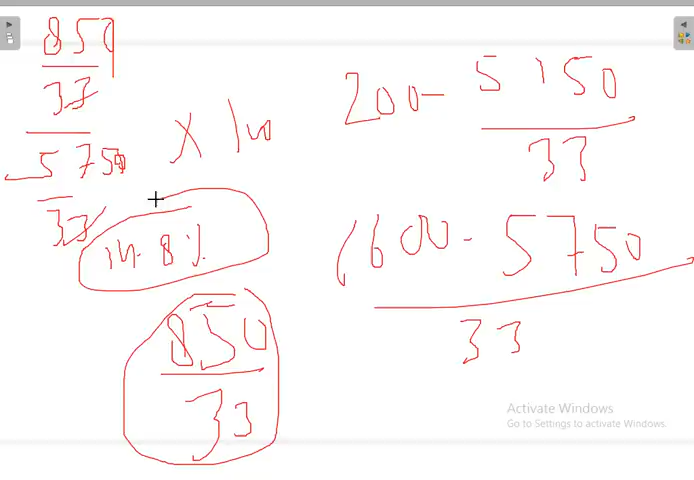 850
33
5750
33
x 100
14.8%
850
33
200 - 5150
33
6600 - 5750
33
Activate Windows
Go to Settings to activate Windows.